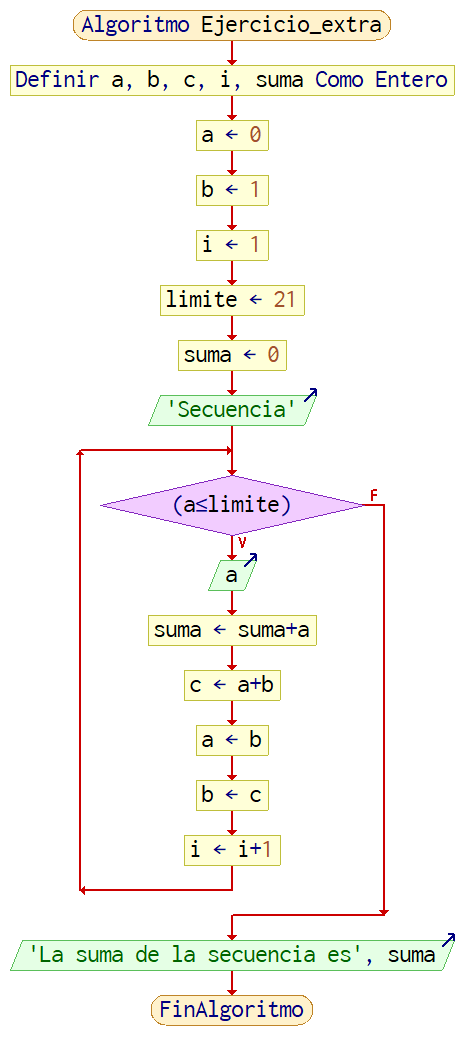 Algoritmo Ejercicio_extra
Definir a, b, c, i, suma Como Entero
a ← 0
b ← 1
i ← 1
limite ← 21
suma ← 0
'Secuencia'
(a≤limite)
F
V
a
suma ← suma+a
c ← a+b
a ← b
b ← c
i ← i+1
'La suma de la secuencia es', suma
FinAlgoritmo